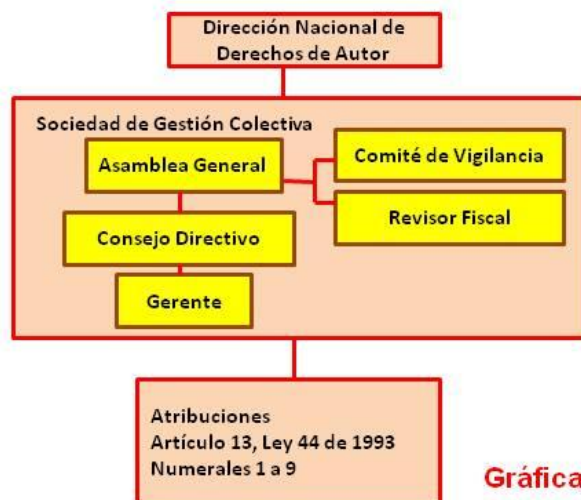 Dirección Nacional de
Derechos de Autor
Sociedad de Gestión Colectiva
Asamblea General
Comité de Vigilancia
Revisor Fiscal
Consejo Directivo
Gerente
Atribuciones
Artículo 13, Ley 44 de 1993
Numerales 1 a 9
Gráfica